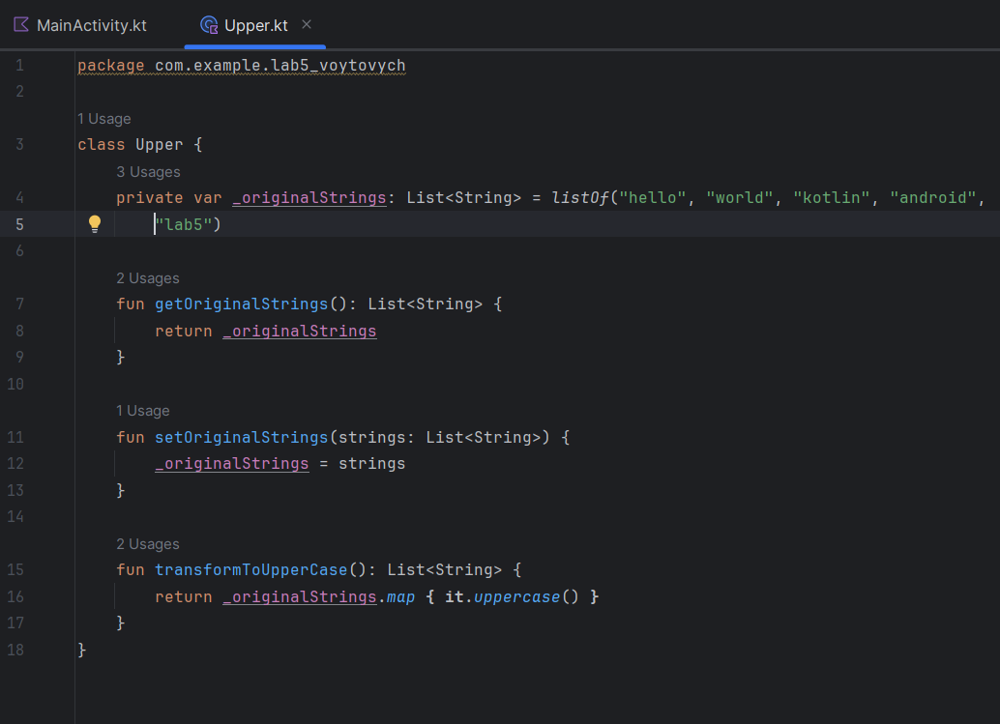 MainActivity.kt
Upper.kt
1 package com.example.lab5_voytovych
2
1 Usage
3 class Upper {
3 Usages
4 private var _originalStrings: List<String> = listOf("hello", "world", "kotlin", "android",
5 "lab5")
6
2 Usages
7 fun getOriginalStrings(): List<String> {
8 return _originalStrings
9 }
10
1 Usage
11 fun setOriginalStrings(strings: List<String>) {
12 _originalStrings = strings
13 }
14
2 Usages
15 fun transformToUpperCase(): List<String> {
16 return _originalStrings.map { it.uppercase() }
17 }
18 }